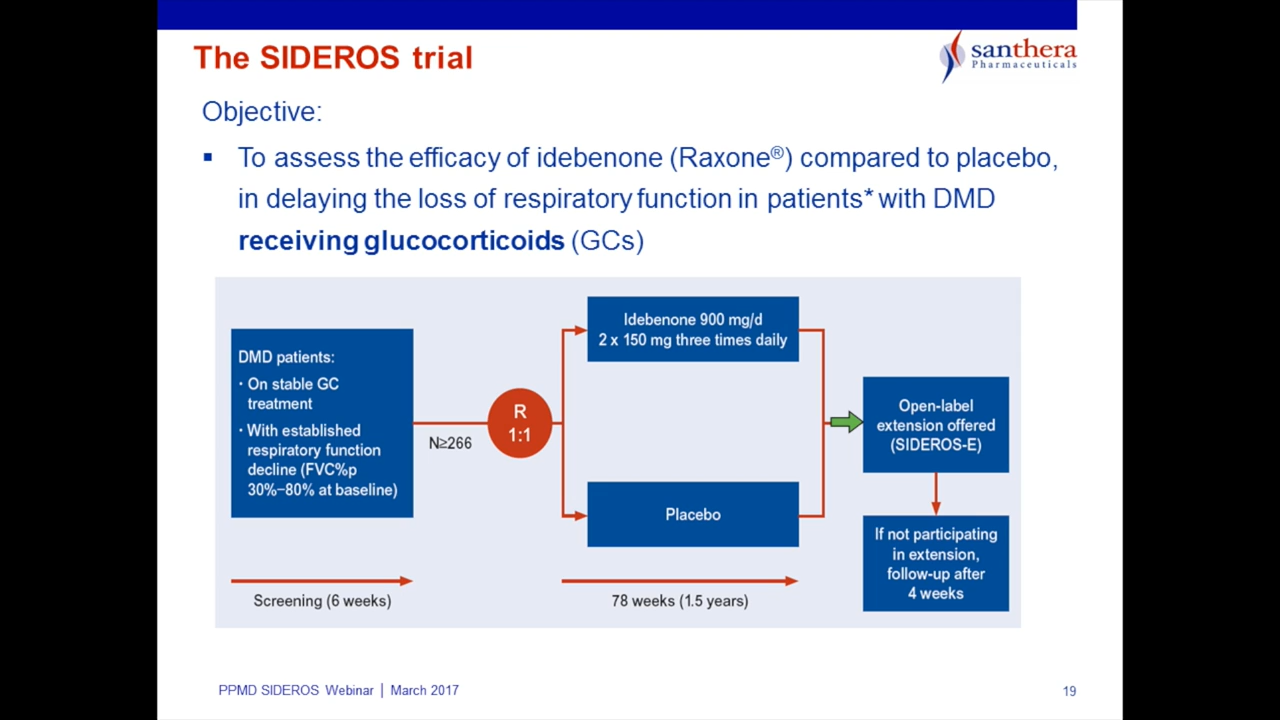 The SIDEROS trial
santhera
Pharmaceuticals
Objective:
▪ To assess the efficacy of idebenone (Raxone®) compared to placebo,
in delaying the loss of respiratory function in patients* with DMD
receiving glucocorticoids (GCs)
DMD patients:
· On stable GC
treatment
· With established
respiratory function
decline (FVC%p
30%–80% at baseline)
N≥266
R
1:1
Idebenone 900 mg/d
2 x 150 mg three times daily
Placebo
Open-label
extension offered
(SIDEROS-E)
If not participating
in extension,
follow-up after
4 weeks
Screening (6 weeks)
78 weeks (1.5 years)
PPMD SIDEROS Webinar | March 2017
19